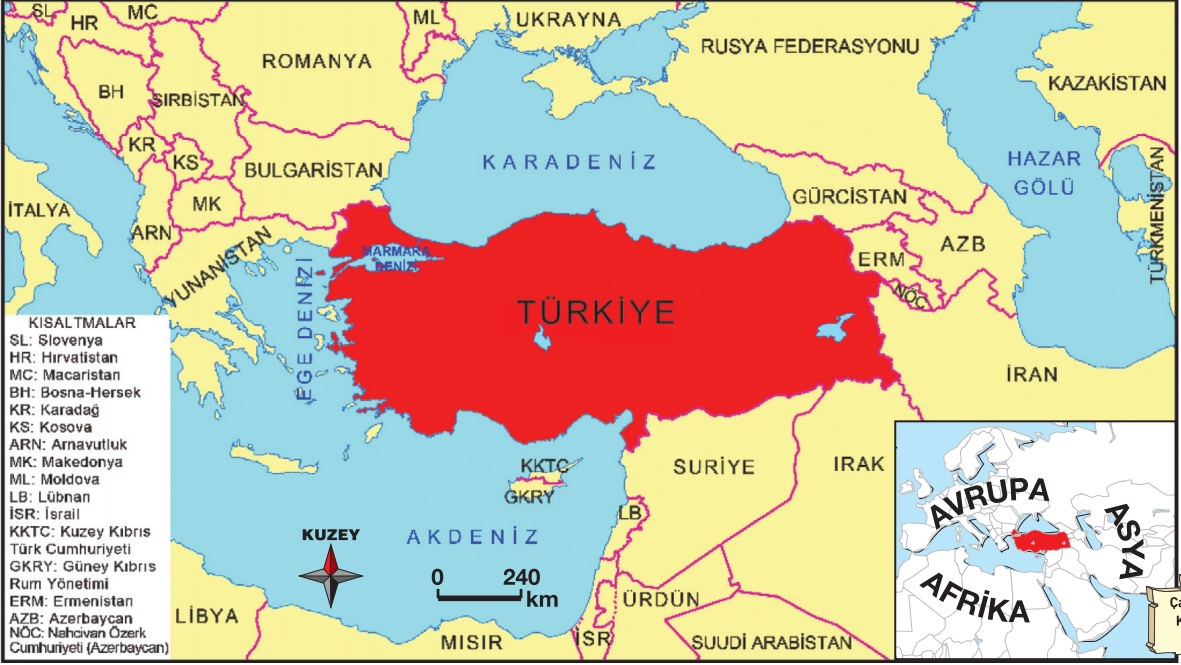 SL
HR
MC
ML
UKRAYNA
RUSYA FEDERASYONU
KAZAKİSTAN
ROMANYA
BH
SIRBİSTAN
KR
KS
BULGARİSTAN
KARADENİZ
HAZAR
GÖLÜ
TÜRKMENİSTAN
İTALYA
MK
ARN
YUNANİSTAN
GÜRCİSTAN
AZB
ERM
NÖC
MARMARA
DENİZİ
EGE DENİZİ
TÜRKİYE
İRAN
SURİYE
IRAK
KKTC
GKRY
LB
AKDENİZ
KUZEY
0 240
km
LİBYA
MISIR
İSR
ÜRDÜN
SUUDİ ARABİSTAN
KISALTMALAR
SL: Slovenya
HR: Hırvatistan
MC: Macaristan
BH: Bosna-Hersek
KR: Karadağ
KS: Kosova
ARN: Arnavutluk
MK: Makedonya
ML: Moldova
LB: Lübnan
İSR: İsrail
KKTC: Kuzey Kıbrıs
Türk Cumhuriyeti
GKRY: Güney Kıbrıs
Rum Yönetimi
ERM: Ermenistan
AZB: Azerbaycan
NÖC: Nahcivan Özerk
Cumhuriyeti (Azerbaycan)
AVRUPA
ASYA
AFRİKA